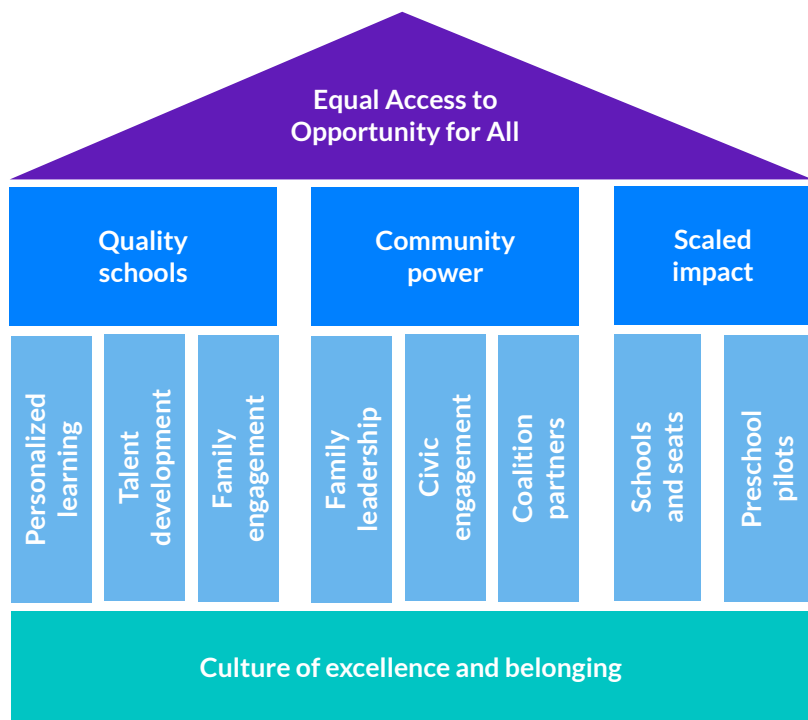 Equal Access to
Opportunity for All
Quality
schools
Community
power
Scaled
impact
Personalized
learning
Talent
development
Family
engagement
Family
leadership
Civic
engagement
Coalition
partners
Schools
and seats
Preschool
pilots
Culture of excellence and belonging